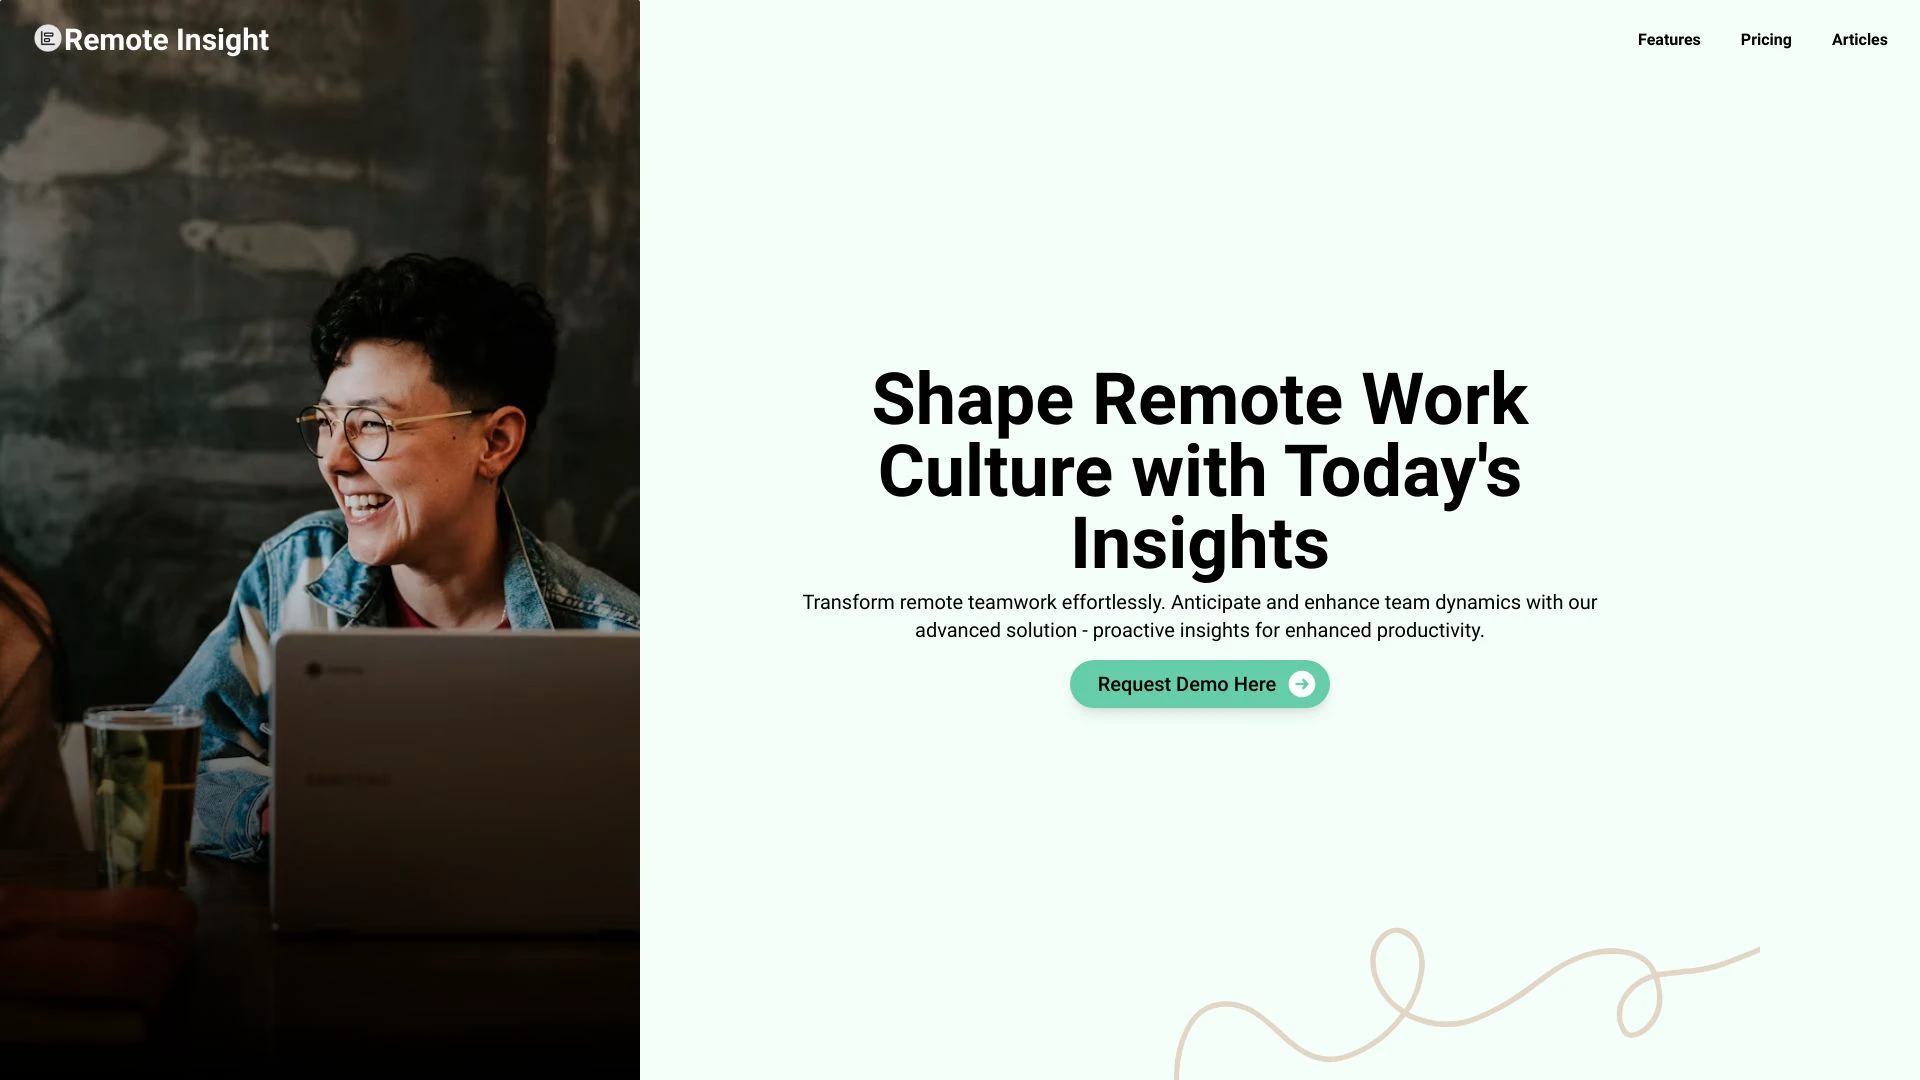 Remote Insight
Features
Pricing
Articles
Shape Remote Work
Culture with Today's
Insights
Transform remote teamwork effortlessly. Anticipate and enhance team dynamics with our
advanced solution - proactive insights for enhanced productivity.
Request Demo Here